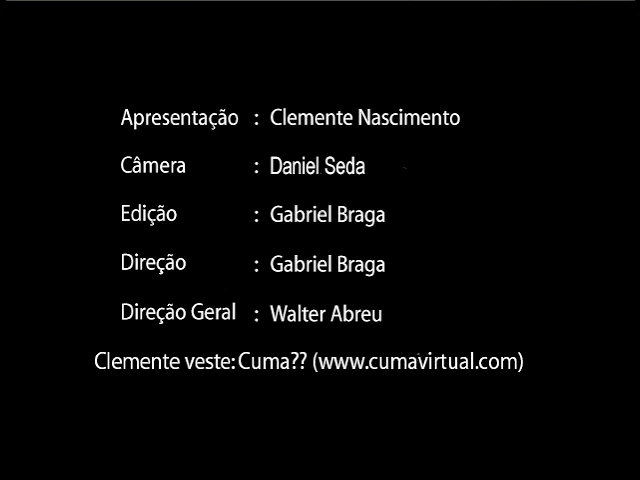 Apresentação : Clemente Nascimento
Câmera : Daniel Seda
Edição : Gabriel Braga
Direção : Gabriel Braga
Direção Geral : Walter Abreu
Clemente veste: Cuma?? (www.cumavirtual.com)